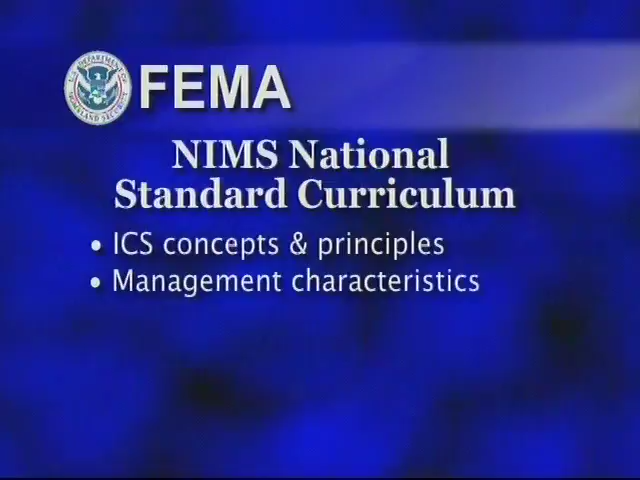 FEMA
NIMS National
Standard Curriculum
• ICS concepts & principles
• Management characteristics